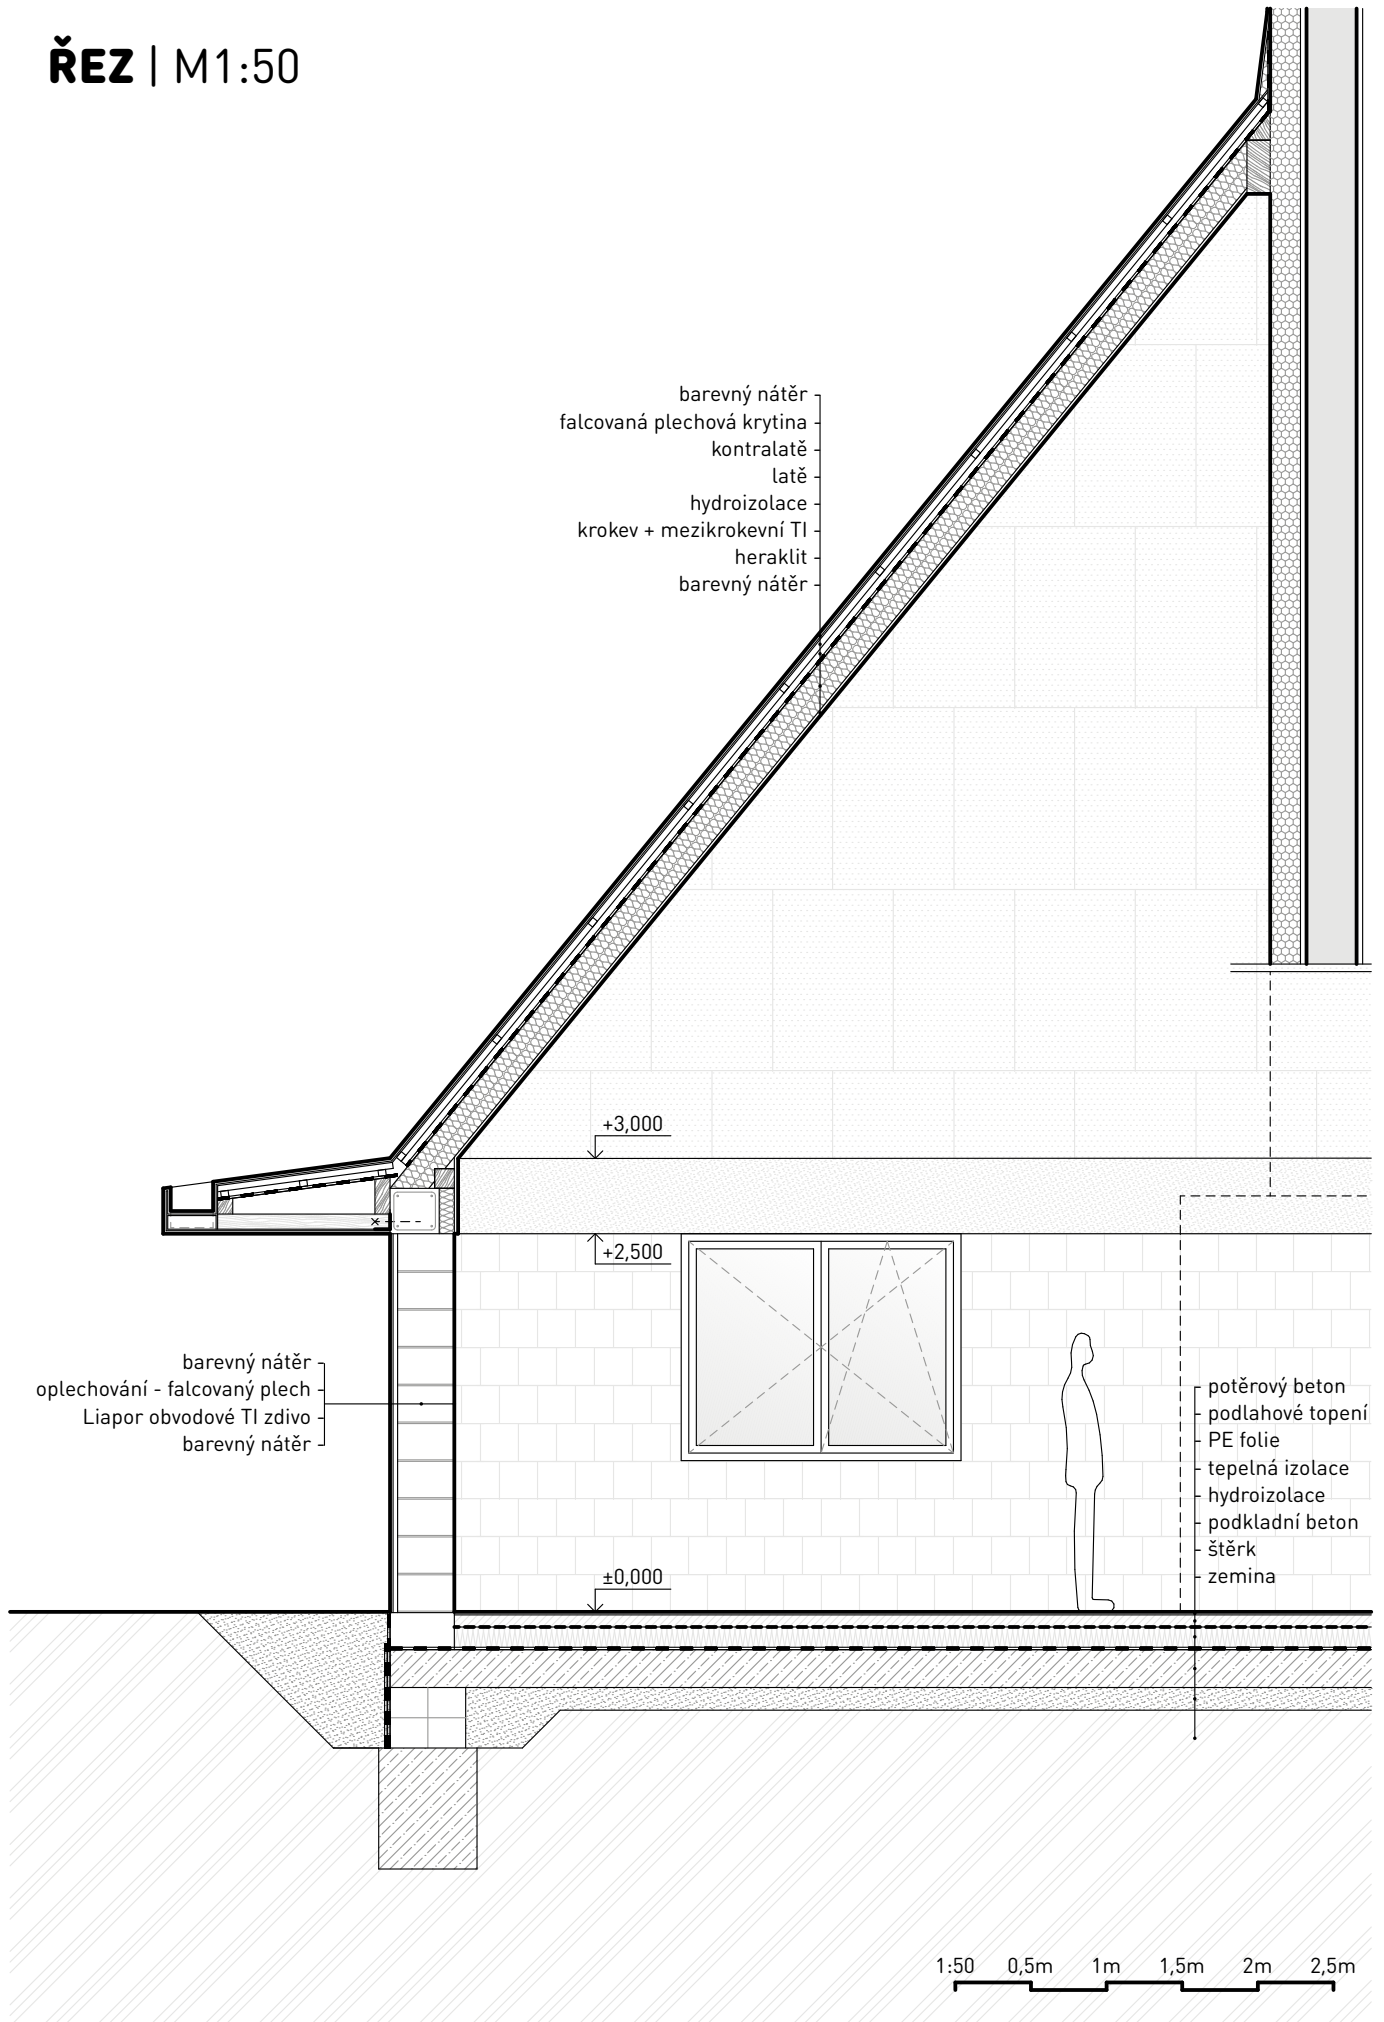 ŘEZ | M1:50
barevný nátěr
falcovaná plechová krytina
kontralatě
latě
hydroizolace
krokev + mezikrokevní TI
heraklit
barevný nátěr
+3,000
+2,500
barevný nátěr
oplechování - falcovaný plech
Liapor obvodové TI zdivo
barevný nátěr
potěrový beton
podlahové topení
PE folie
tepelná izolace
hydroizolace
podkladní beton
štěrk
zemina
±0,000
1:50 0,5m 1m 1,5m 2m 2,5m